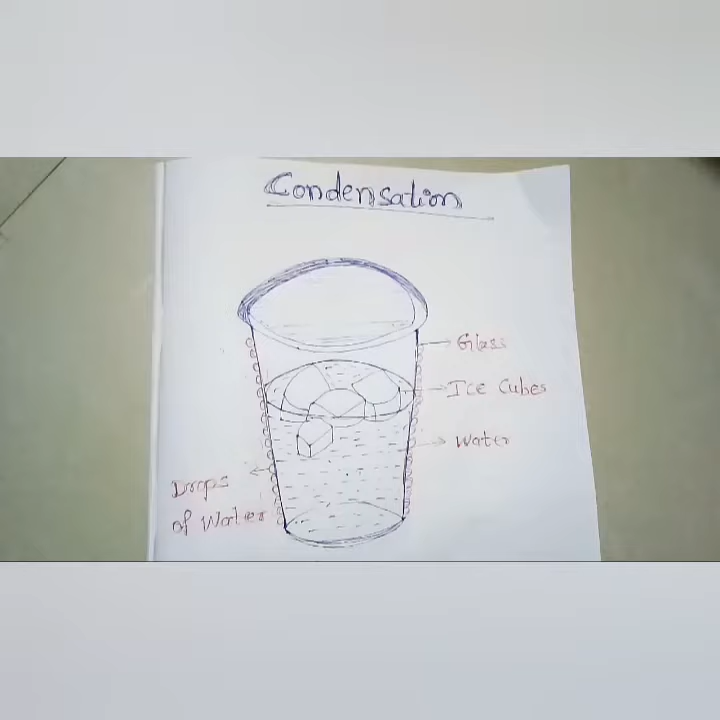 Condensation
Glass
Ice Cubes
Water
Drops
of Water